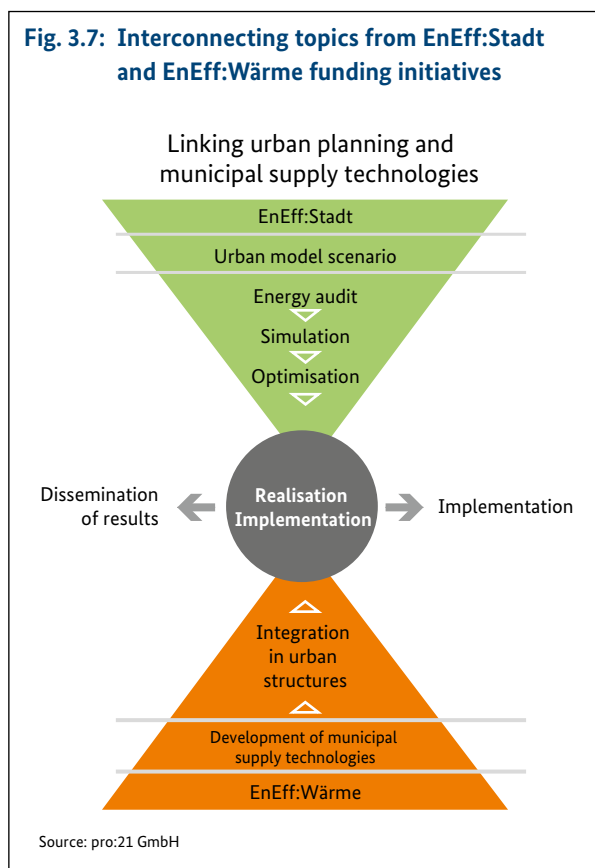 Fig. 3.7: Interconnecting topics from EnEff:Stadt
and EnEff:Wärme funding initiatives
Linking urban planning and
municipal supply technologies
EnEff:Stadt
Urban model scenario
Energy audit
Simulation
Optimisation
Dissemination
of results
Realisation
Implementation
Implementation
Integration
in urban
structures
Development of municipal
supply technologies
EnEff:Wärme
Source: pro:21 GmbH